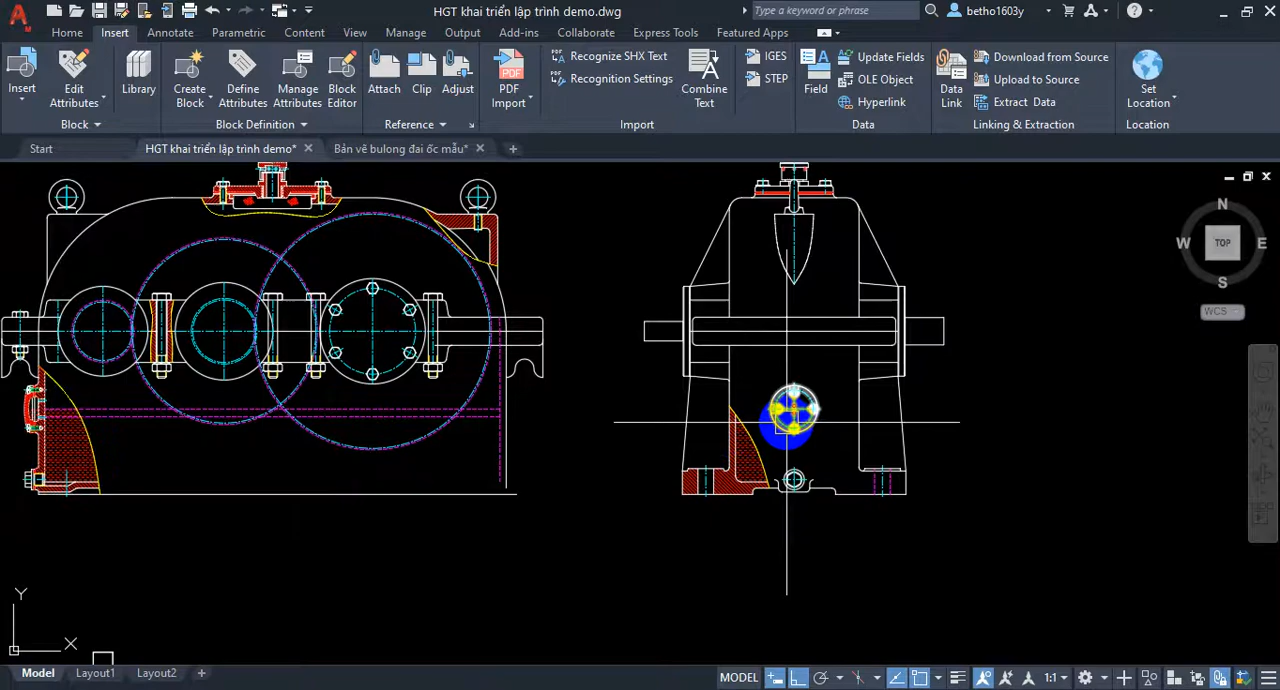 HGT khai triển lập trình demo.dwg
Type a keyword or phrase
betho1603y
Home Insert Annotate Parametric Content View Manage Output Add-ins Collaborate Express Tools Featured Apps
Insert
Edit Attributes
Library
Create Block
Define Attributes
Manage Attributes
Block Editor
Attach
Clip
Adjust
PDF Import
Recognize SHX Text
Recognition Settings
Combine Text
IGES
STEP
Field
Update Fields
OLE Object
Hyperlink
Data Link
Download from Source
Upload to Source
Extract Data
Set Location
Block
Block Definition
Reference
Import
Data
Linking & Extraction
Location
Start
HGT khai triển lập trình demo*
Bản vẽ bulong đai ốc mẫu*
N
W TOP E
S
WCS
Y
X
Model Layout1 Layout2
MODEL
1:1